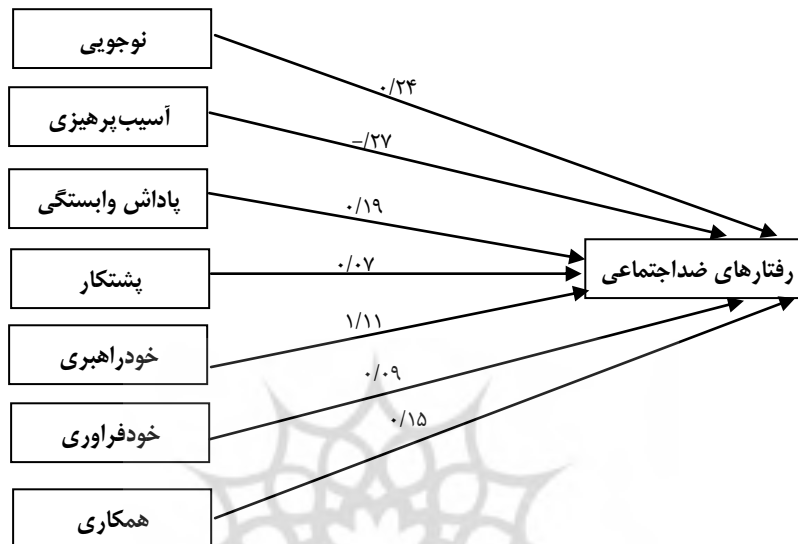 نوجویی
۰/۲۴
آسیب‌پرهیزی
-/۲۷
پاداش وابستگی
۰/۱۹
رفتارهای ضداجتماعی
پشتکار
۰/۰۷
۱/۱۱
خودراهبری
۰/۰۹
خودفراوری
۰/۱۵
همکاری